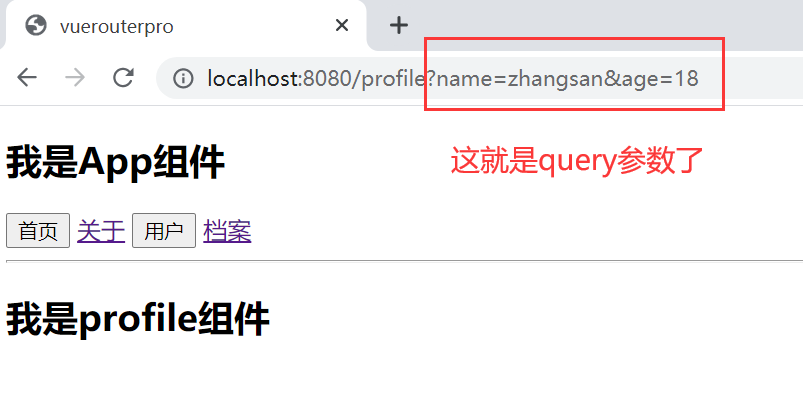 vuerouterpro
localhost:8080/profile?name=zhangsan&age=18
我是App组件
这就是query参数了
首页 关于 用户 档案
我是profile组件